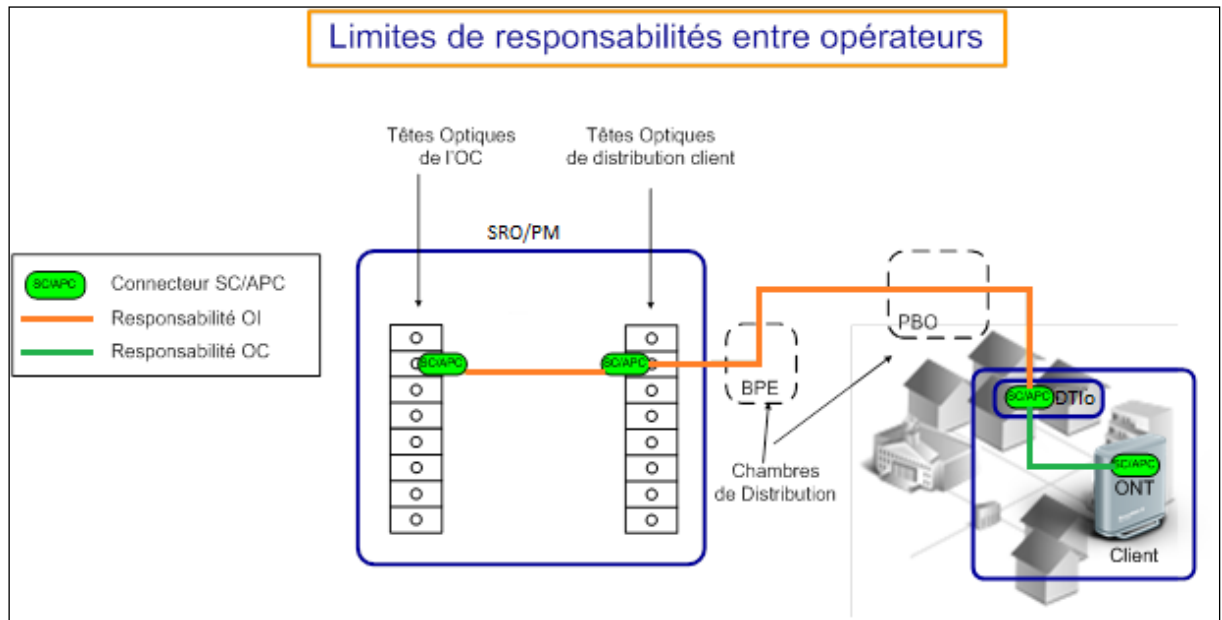 Limites de responsabilités entre opérateurs
Têtes Optiques
de l'OC
Têtes Optiques
de distribution client
SRO/PM
SC/APC
Connecteur SC/APC
Responsabilité OI
Responsabilité OC
SC/APC
SC/APC
BPE
PBO
SC/APC
DTIo
SC/APC
ONT
Client
Chambres
de Distribution